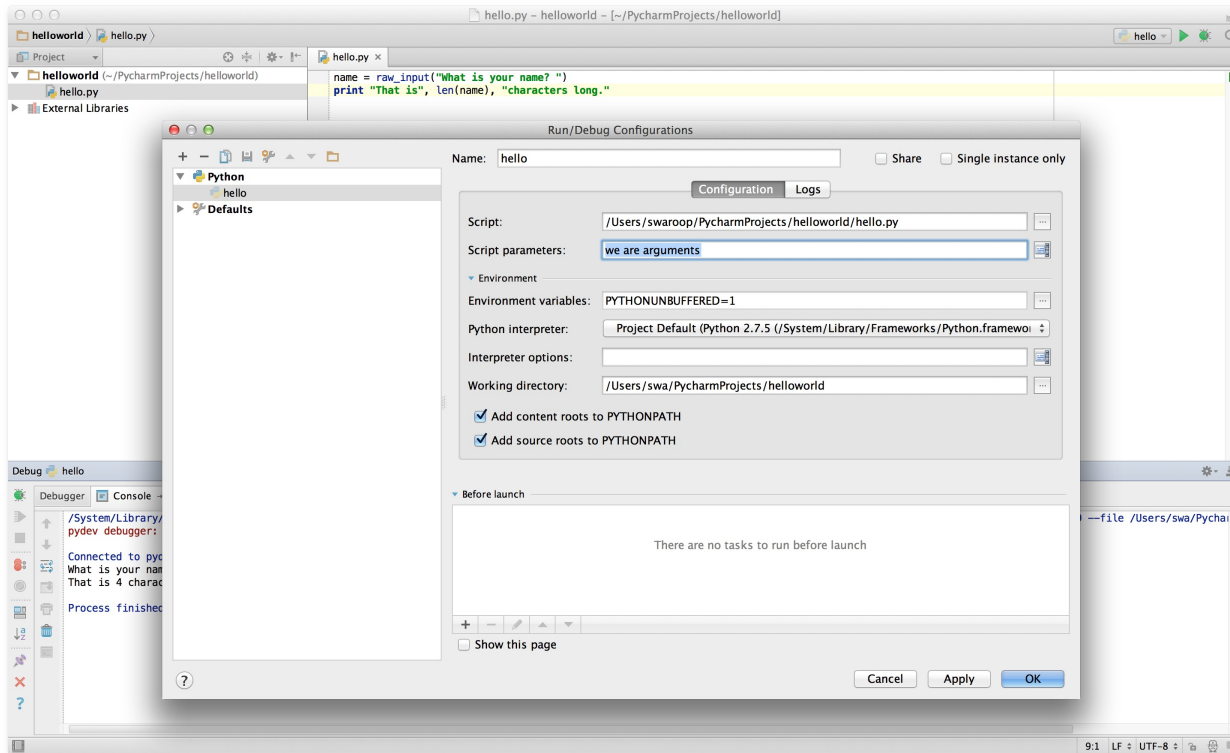 hello.py – helloworld – [~/PycharmProjects/helloworld]
helloworld hello.py hello
Project hello.py ×
helloworld (~/PycharmProjects/helloworld)
hello.py
External Libraries
name = raw_input("What is your name? ")
print "That is", len(name), "characters long."
Run/Debug Configurations
Python
hello
Defaults
Name: hello Share Single instance only
Configuration Logs
Script: /Users/swaroop/PycharmProjects/helloworld/hello.py
Script parameters: we are arguments
Environment
Environment variables: PYTHONUNBUFFERED=1
Python interpreter: Project Default (Python 2.7.5 (/System/Library/Frameworks/Python.framewo
Interpreter options:
Working directory: /Users/swa/PycharmProjects/helloworld
Add content roots to PYTHONPATH
Add source roots to PYTHONPATH
Before launch
There are no tasks to run before launch
Show this page
Cancel Apply OK
Debug hello
Debugger Console
/System/Library/ --file /Users/swa/Pychar
pydev debugger:
Connected to pyd
What is your nam
That is 4 charac
Process finished
9:1 LF UTF-8